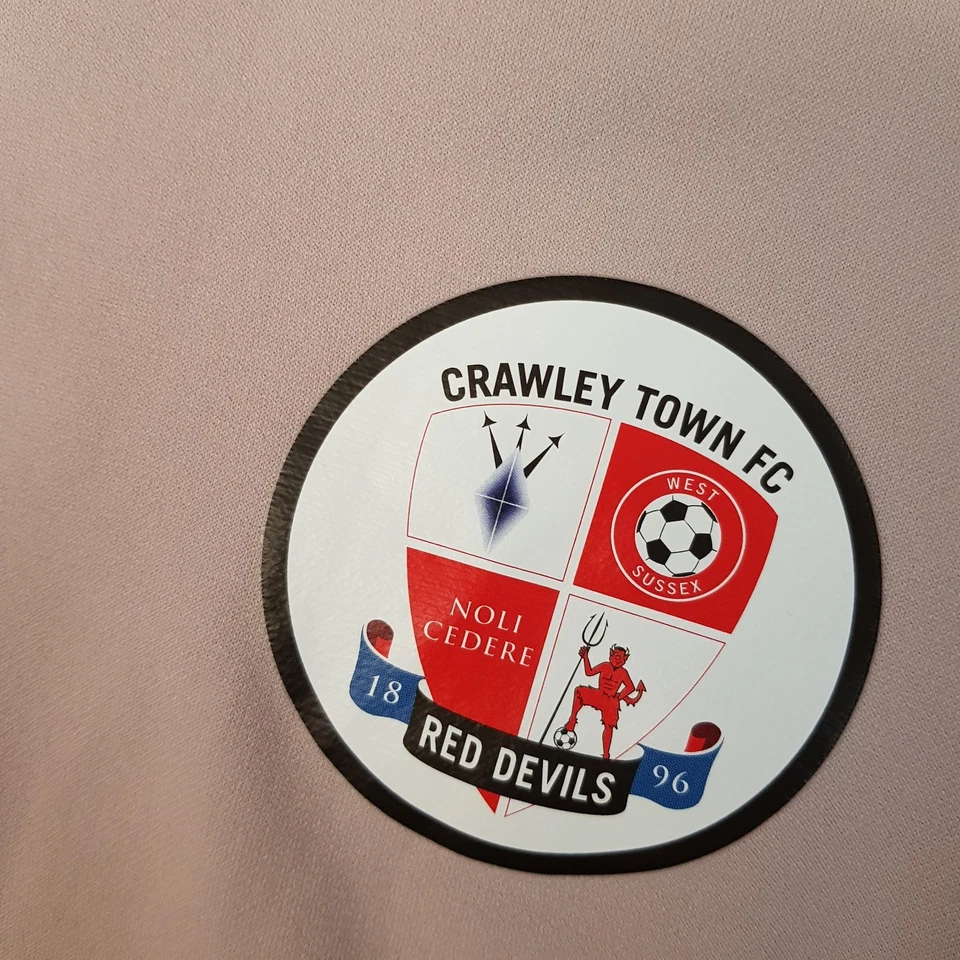 CRAWLEY TOWN FC
WEST
SUSSEX
NOLI
CEDERE
18
RED DEVILS
96